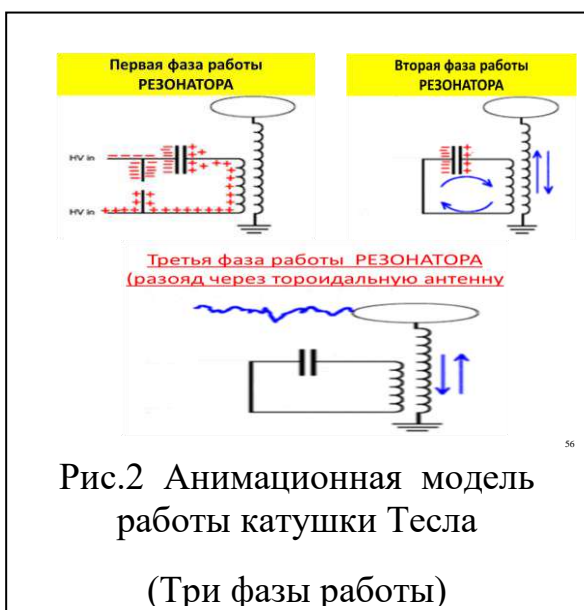 Первая фаза работы
РЕЗОНАТОРА
Вторая фаза работы
РЕЗОНАТОРА
HV in
HV in
Третья фаза работы РЕЗОНАТОРА
(разояд через тороидальную антенну
56
Рис.2 Анимационная модель
работы катушки Тесла
(Три фазы работы)